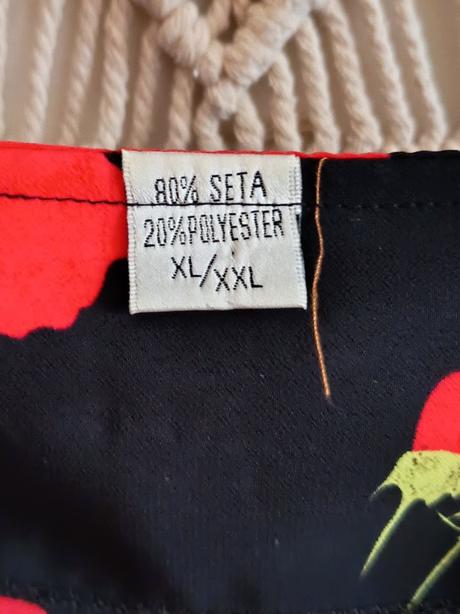 80% SETA
20% POLYESTER
XL/XXL